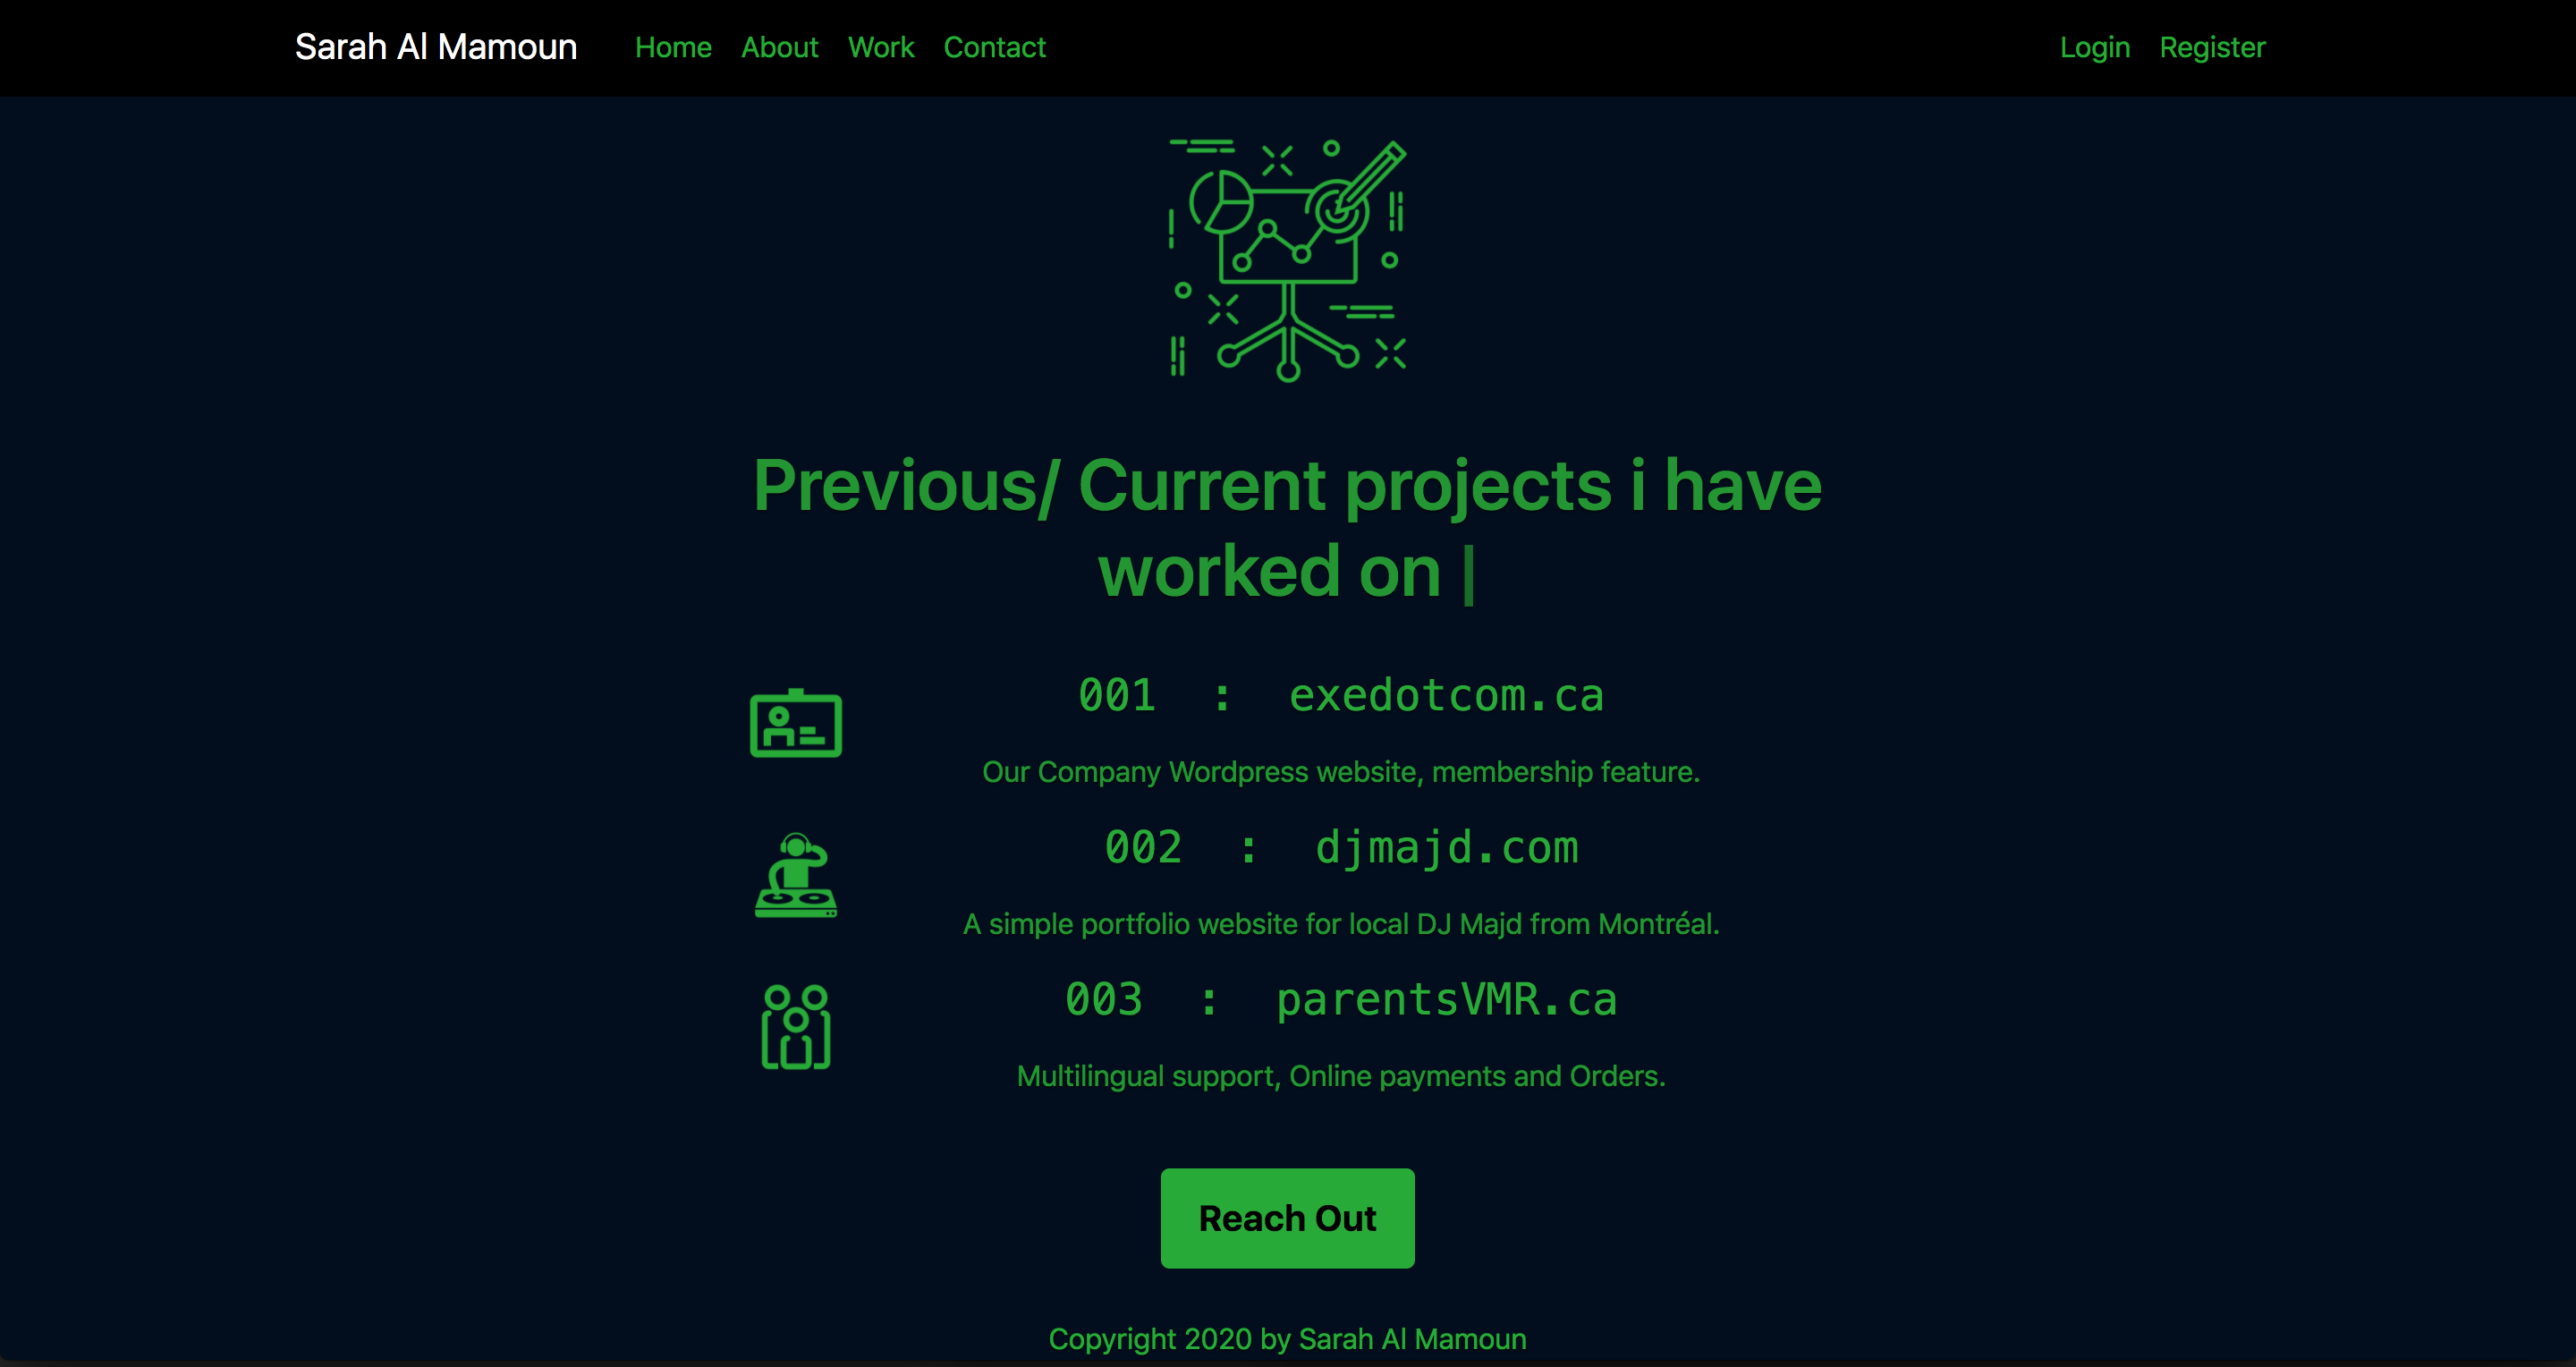 Sarah Al Mamoun Home About Work Contact Login Register
Previous/ Current projects i have
worked on |
001 : exedotcom.ca
Our Company Wordpress website, membership feature.
002 : djmajd.com
A simple portfolio website for local DJ Majd from Montréal.
003 : parentsVMR.ca
Multilingual support, Online payments and Orders.
Reach Out
Copyright 2020 by Sarah Al Mamoun